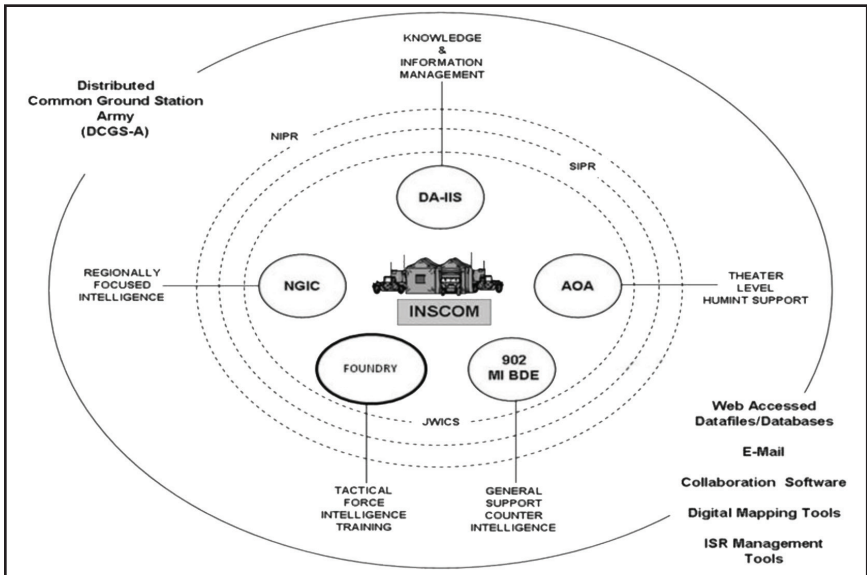 KNOWLEDGE
&
INFORMATION
MANAGEMENT
Distributed
Common Ground Station
Army
(DCGS-A)
NIPR
SIPR
DA-IIS
REGIONALLY
FOCUSED
INTELLIGENCE
NGIC
INSCOM
AOA
THEATER
LEVEL
HUMINT SUPPORT
FOUNDRY
902
MI BDE
JWICS
TACTICAL
FORCE
INTELLIGENCE
TRAINING
GENERAL
SUPPORT
COUNTER
INTELLIGENCE
Web Accessed
Datafiles/Databases
E-Mail
Collaboration Software
Digital Mapping Tools
ISR Management
Tools